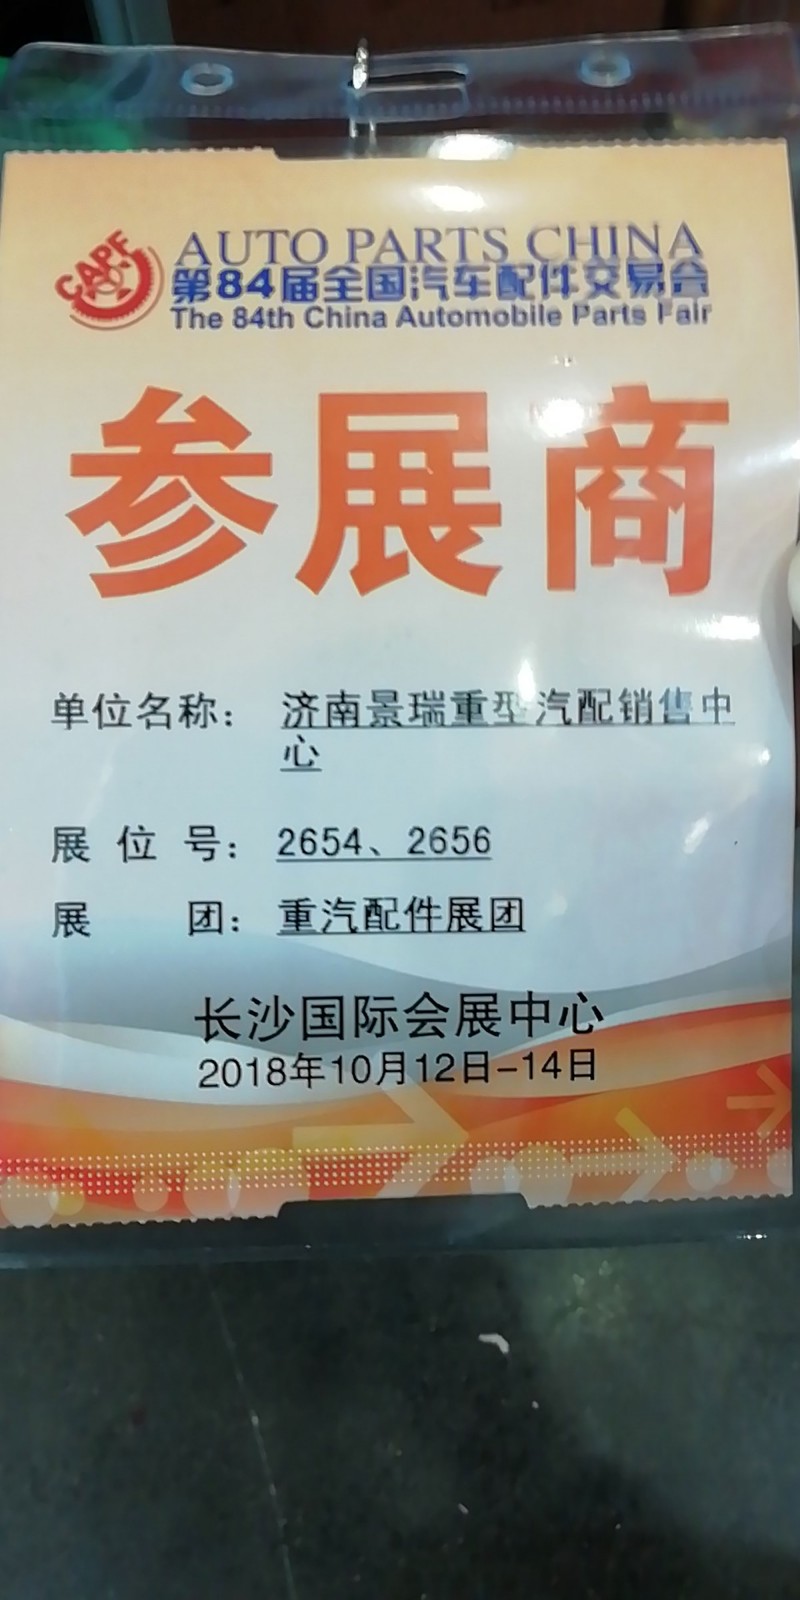 CAPF
AUTO PARTS CHINA
第84届全国汽车配件交易会
The 84th China Automobile Parts Fair
参展商
单位名称： 济南景瑞重型汽配销售中
心
展 位 号： 2654、2656
展 团： 重汽配件展团
长沙国际会展中心
2018年10月12日-14日